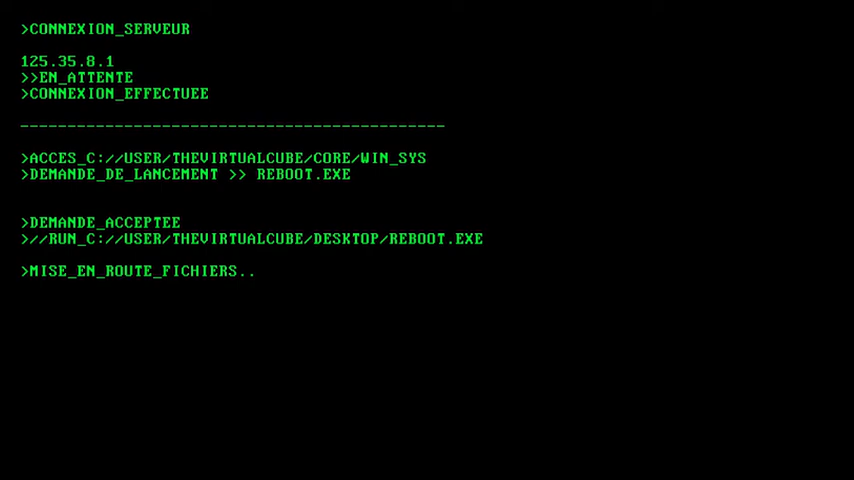 >CONNEXION_SERVEUR
125.35.8.1
>>EN_ATTENTE
>CONNEXION_EFFECTUEE
---------------------------------------------
>ACCES_C://USER/THEVIRTUALCUBE/CORE/WIN_SYS
>DEMANDE_DE_LANCEMENT >> REBOOT.EXE
>DEMANDE_ACCEPTEE
>//RUN_C://USER/THEVIRTUALCUBE/DESKTOP/REBOOT.EXE
>MISE_EN_ROUTE_FICHIERS..